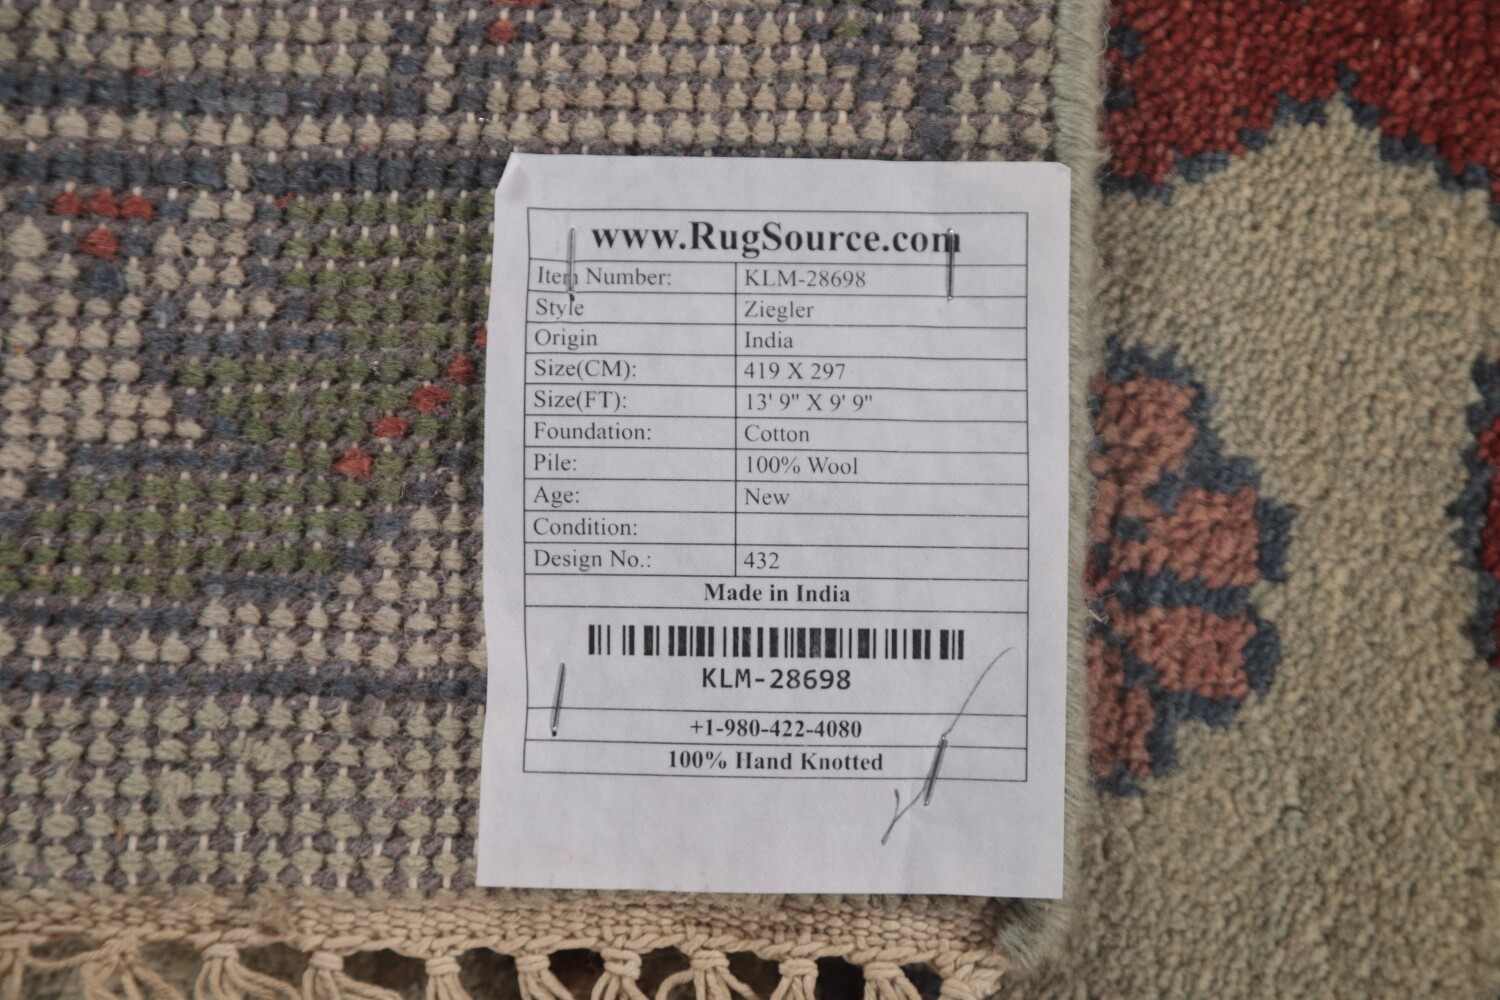 www.RugSource.com
Item Number: KLM-28698
Style Ziegler
Origin India
Size(CM): 419 X 297
Size(FT): 13' 9" X 9' 9"
Foundation: Cotton
Pile: 100% Wool
Age: New
Condition:
Design No.: 432
Made in India
KLM-28698
+1-980-422-4080
100% Hand Knotted